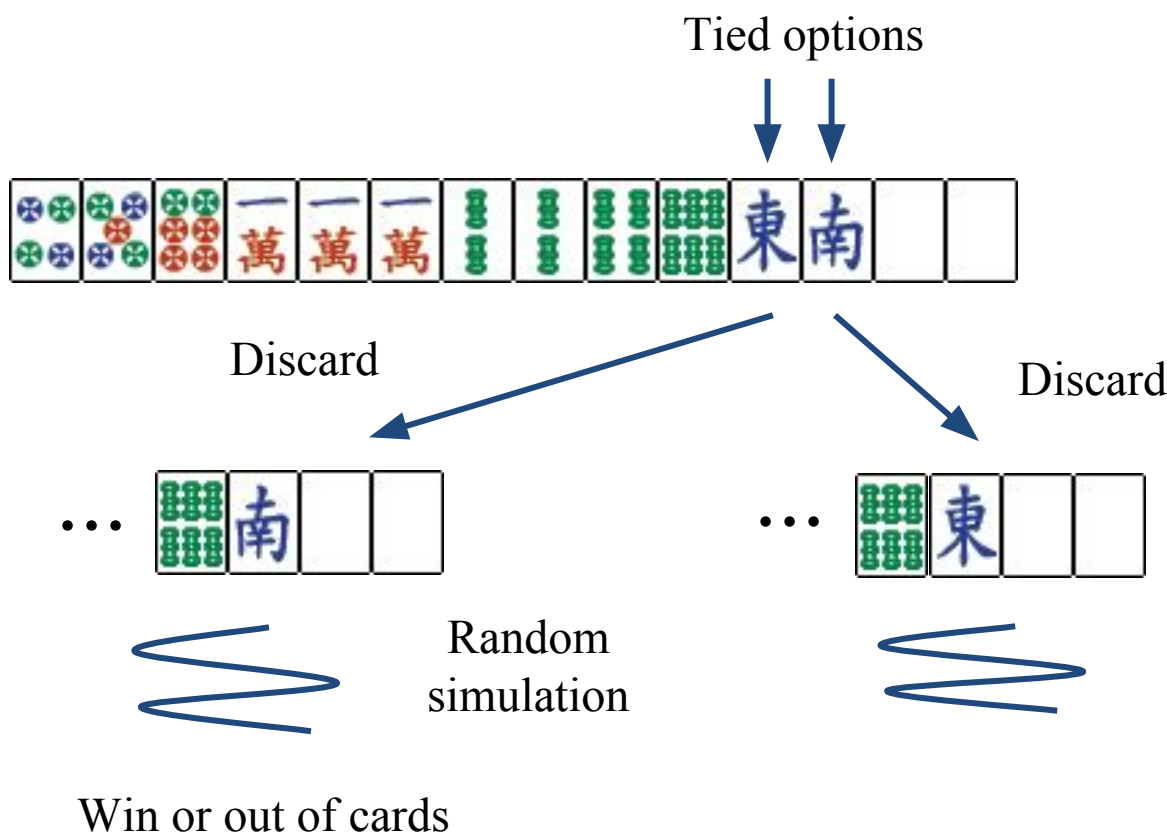 Tied options
一 一 一 東 南
萬 萬 萬
Discard
Discard
... 南 ... 東
Random
simulation
Win or out of cards